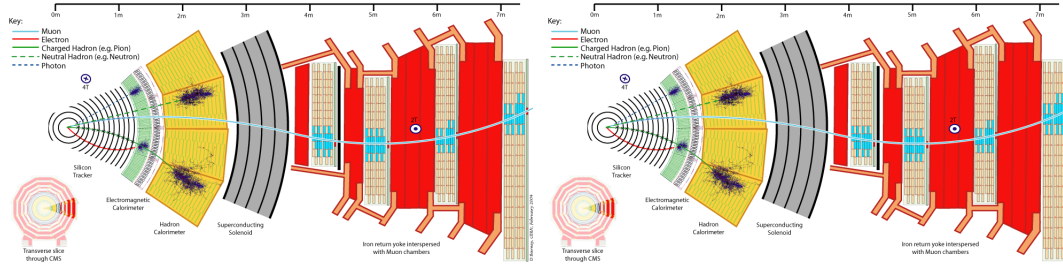 0m 1m 2m 3m 4m 5m 6m 7m
Key:
Muon
Electron
Charged Hadron (e.g. Pion)
Neutral Hadron (e.g. Neutron)
Photon
4T
2T
Silicon
Tracker
Electromagnetic
Calorimeter
Hadron
Calorimeter
Superconducting
Solenoid
Iron return yoke interspersed
with Muon chambers
Transverse slice
through CMS
D Barney, CERN, February 2004
0m 1m 2m 3m 4m 5m 6m 7m
Key:
Muon
Electron
Charged Hadron (e.g. Pion)
Neutral Hadron (e.g. Neutron)
Photon
4T
2T
Silicon
Tracker
Electromagnetic
Calorimeter
Hadron
Calorimeter
Superconducting
Solenoid
Iron return yoke interspersed
with Muon chambers
Transverse slice
through CMS